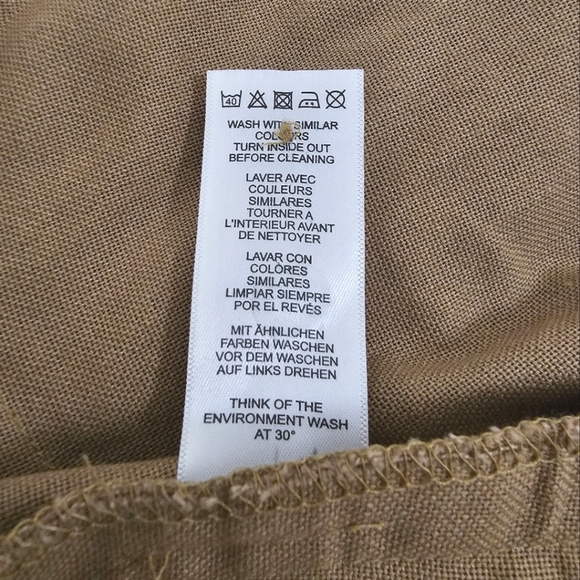 40
WASH WITH SIMILAR
COLOURS
TURN INSIDE OUT
BEFORE CLEANING
LAVER AVEC
COULEURS
SIMILAIRES
TOURNER A
L'INTERIEUR AVANT
DE NETTOYER
LAVAR CON
COLÒRES
SIMILARES
LIMPIAR SIEMPRE
POR EL REVÉS
MIT ÄHNLICHEN
FARBEN WASCHEN
VOR DEM WASCHEN
AUF LINKS DREHEN
THINK OF THE
ENVIRONMENT WASH
AT 30°